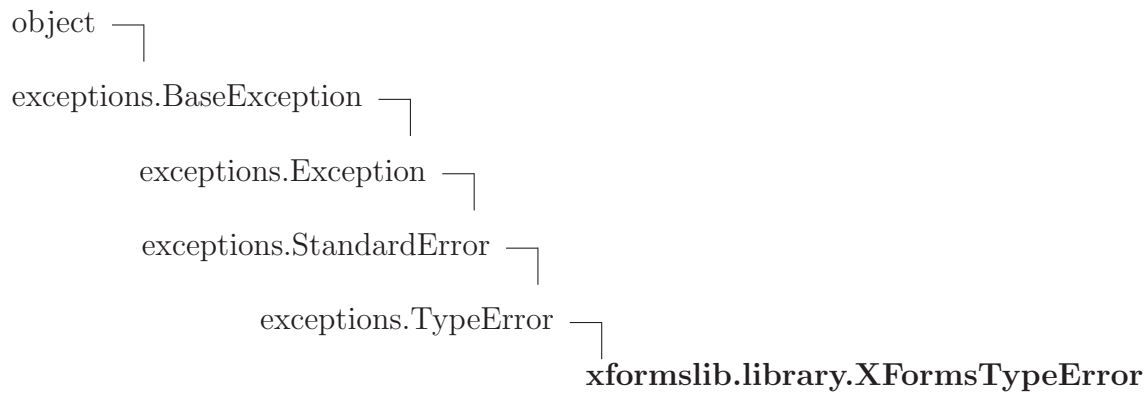 object
exceptions.BaseException
exceptions.Exception
exceptions.StandardError
exceptions.TypeError
xformslib.library.XFormsTypeError